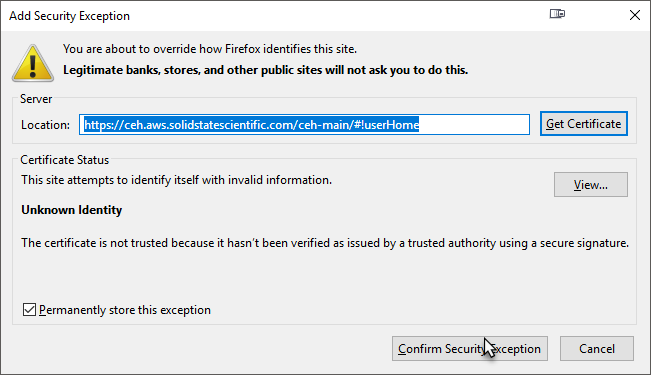 Add Security Exception
You are about to override how Firefox identifies this site.
Legitimate banks, stores, and other public sites will not ask you to do this.
Server
Location: https://ceh.aws.solidstatescientific.com/ceh-main/#!userHome Get Certificate
Certificate Status
This site attempts to identify itself with invalid information. View...
Unknown Identity
The certificate is not trusted because it hasn't been verified as issued by a trusted authority using a secure signature.
Permanently store this exception
Confirm Security Exception Cancel